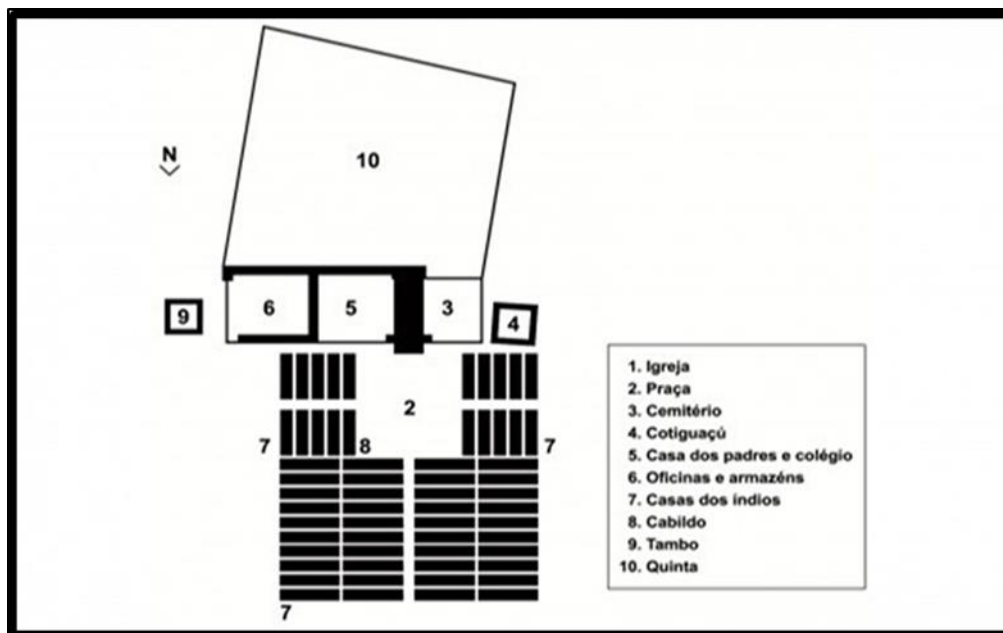 10
N
6
5
3
9
4
2
7
8
7
7
1. Igreja
2. Praça
3. Cemitério
4. Cotiguaçú
5. Casa dos padres e colégio
6. Oficinas e armazéns
7. Casas dos índios
8. Cabildo
9. Tambo
10. Quinta